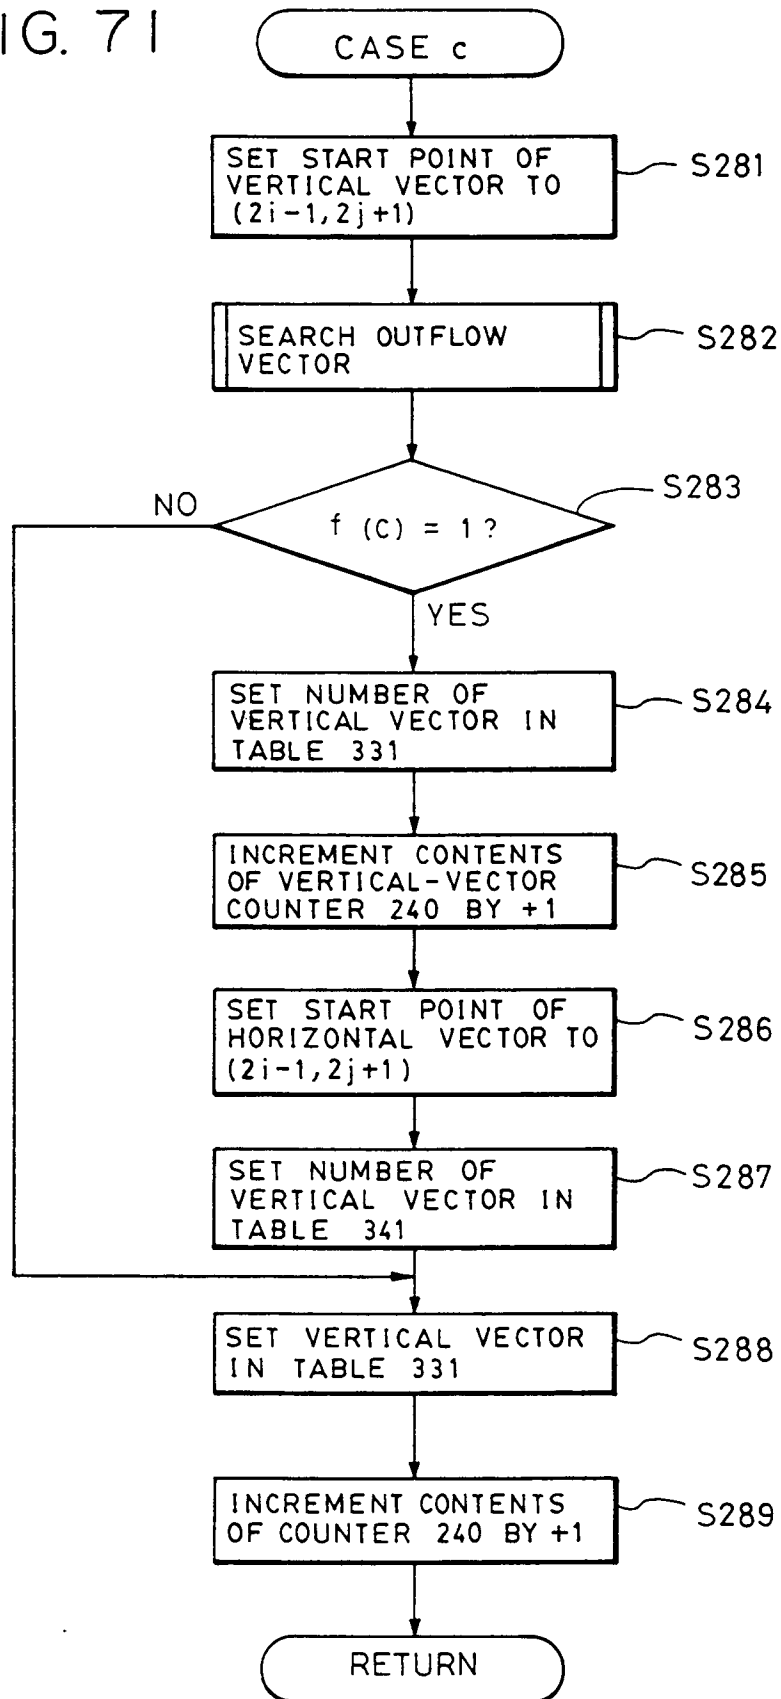 IG. 71
CASE c
SET START POINT OF
VERTICAL VECTOR TO
(2i-1,2j+1)
S281
SEARCH OUTFLOW
VECTOR
S282
f (C) = 1 ?
S283
NO
YES
SET NUMBER OF
VERTICAL VECTOR IN
TABLE 331
S284
INCREMENT CONTENTS
OF VERTICAL-VECTOR
COUNTER 240 BY +1
S285
SET START POINT OF
HORIZONTAL VECTOR TO
(2i-1,2j+1)
S286
SET NUMBER OF
VERTICAL VECTOR IN
TABLE 341
S287
SET VERTICAL VECTOR
IN TABLE 331
S288
INCREMENT CONTENTS
OF COUNTER 240 BY +1
S289
RETURN